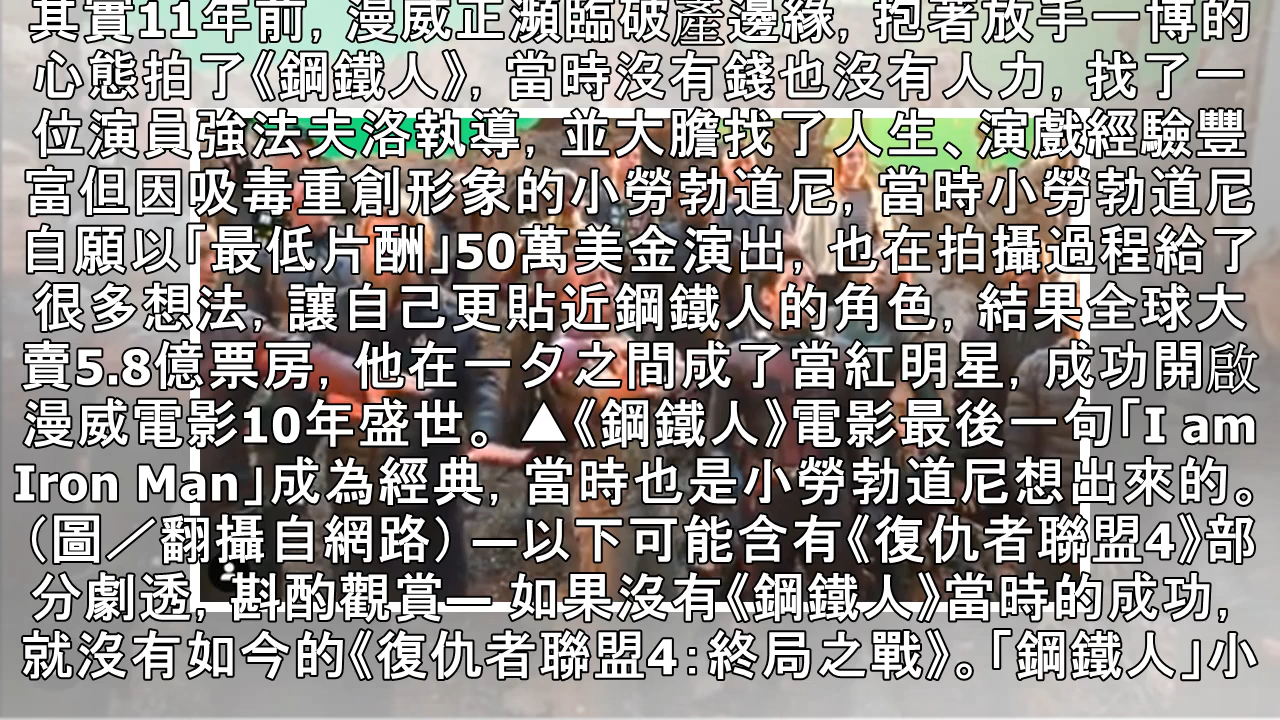 其實11年前, 漫威正瀕臨破產邊緣, 抱著放手一博的
心態拍了《鋼鐵人》, 當時沒有錢也沒有人力, 找了一
位演員強法夫洛執導, 並大膽找了人生、演戲經驗豐
富但因吸毒重創形象的小勞勃道尼, 當時小勞勃道尼
自願以「最低片酬」50萬美金演出, 也在拍攝過程給了
很多想法, 讓自己更貼近鋼鐵人的角色, 結果全球大
賣5.8億票房, 他在一夕之間成了當紅明星, 成功開啟
漫威電影10年盛世。▲《鋼鐵人》電影最後一句「I am
Iron Man」成為經典, 當時也是小勞勃道尼想出來的。
(圖／翻攝自網路) —以下可能含有《復仇者聯盟4》部
分劇透, 斟酌觀賞— 如果沒有《鋼鐵人》當時的成功,
就沒有如今的《復仇者聯盟4:終局之戰》。「鋼鐵人」小